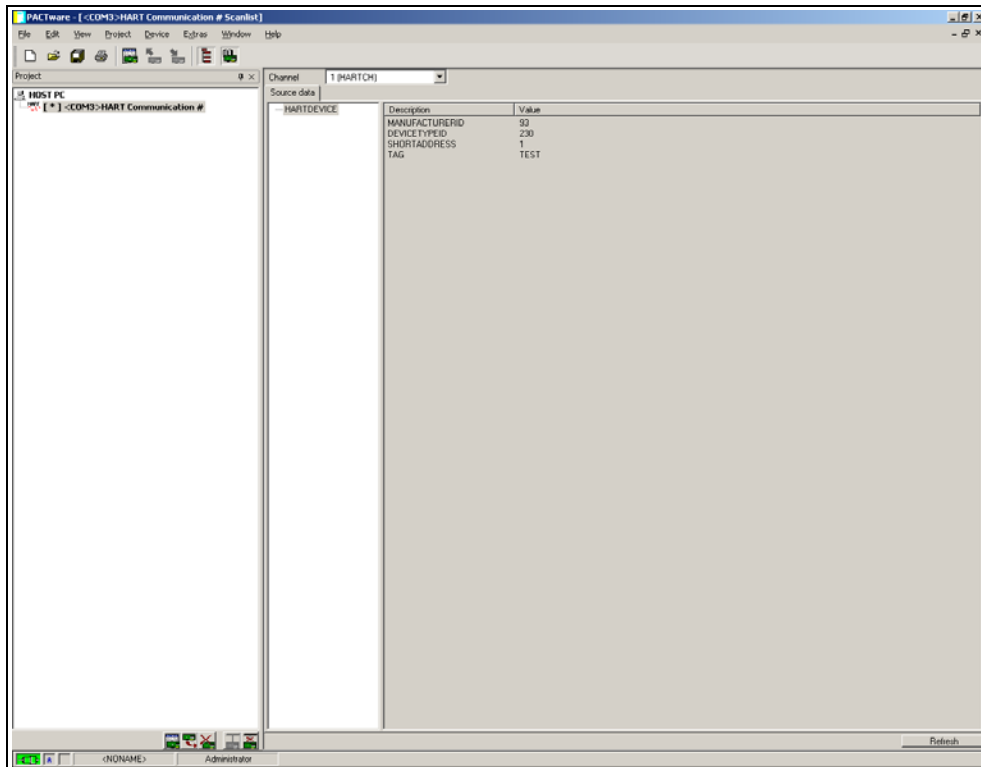 PACTware - [<COM3>HART Communication # Scanlist]
File Edit View Project Device Extras Window Help
Project
HOST PC
[ * ] <COM3>HART Communication #
Channel 1 (HARTCH)
Source data
HARTDEVICE
Description Value
MANUFACTURERID 93
DEVICETYPEID 230
SHORTADDRESS 1
TAG TEST
Refresh
<NONAME> Administrator